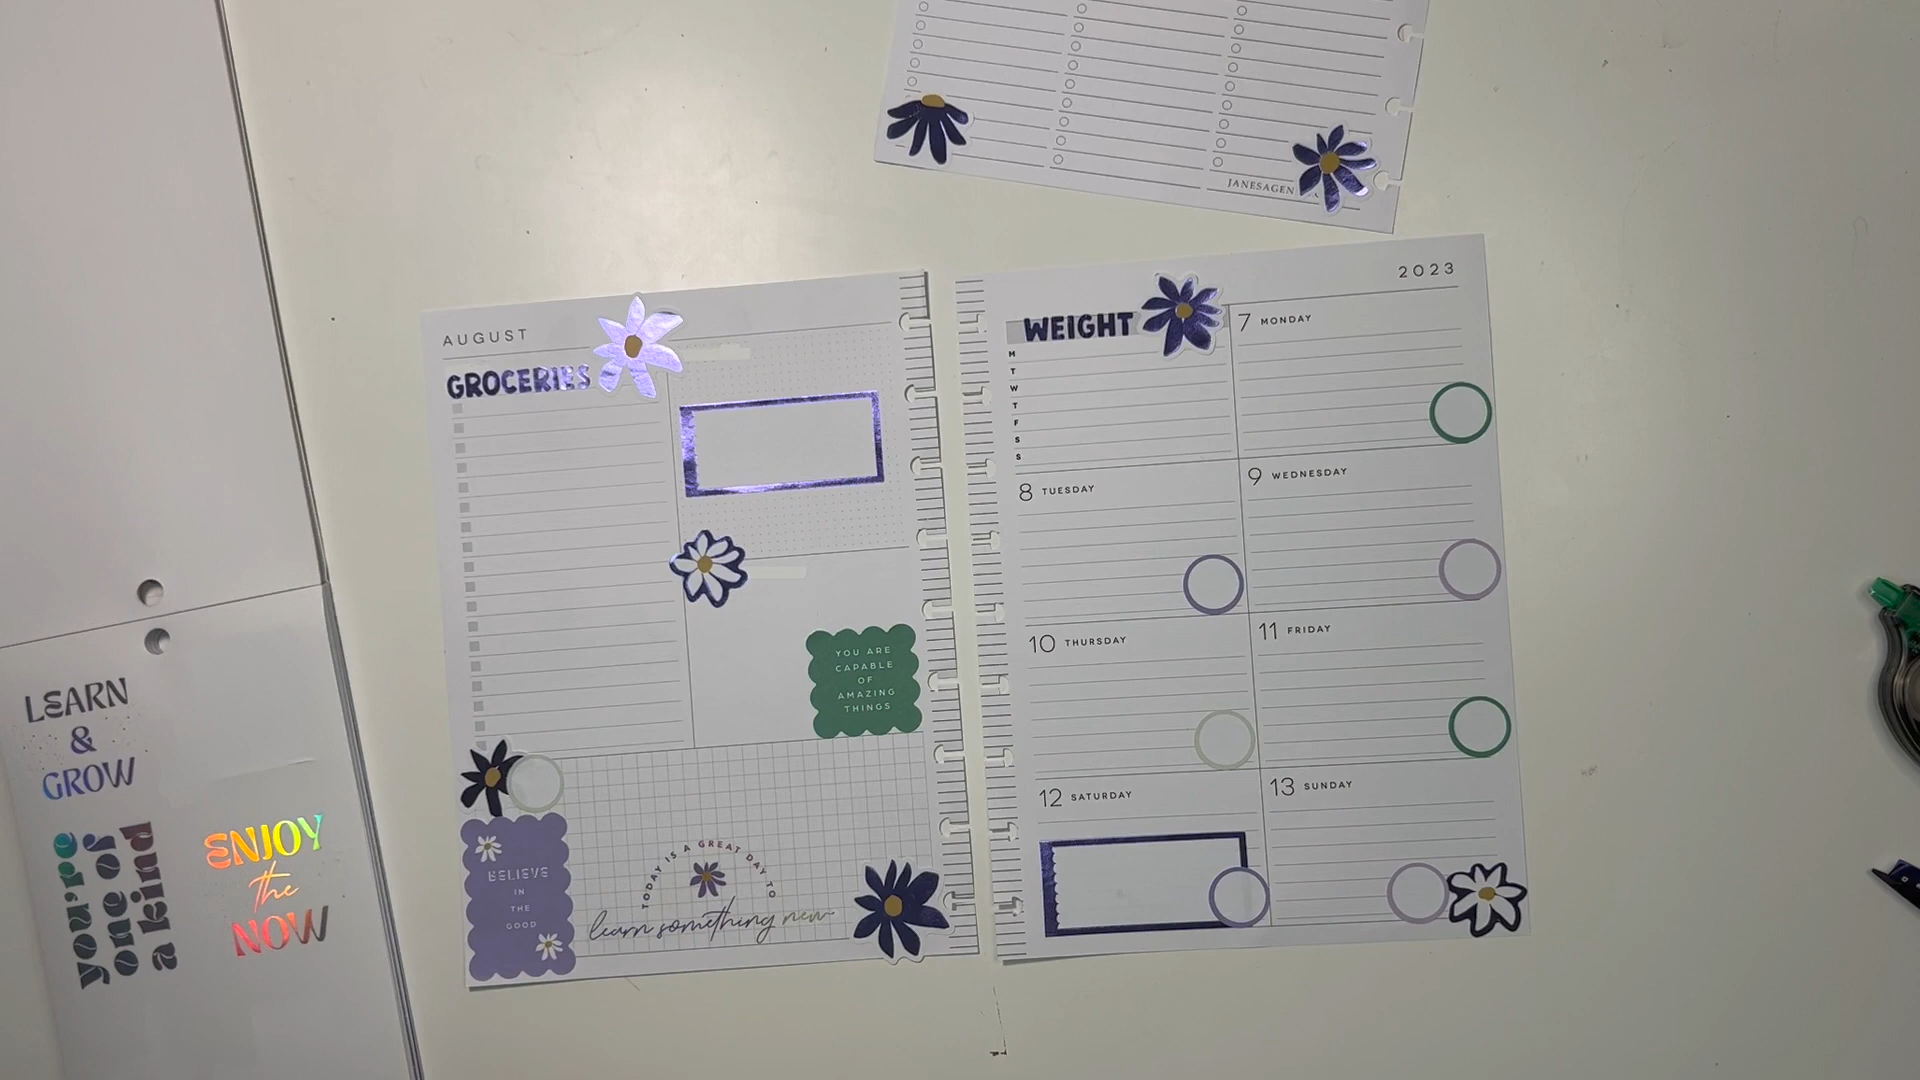 JANESAGEN
AUGUST
GROCERIES
YOU ARE
CAPABLE
OF
AMAZING
THINGS
BELIEVE
IN
THE
GOOD
TODAY IS A GREAT DAY TO
learn something new
2023
WEIGHT
M
T
W
T
F
S
S
7 MONDAY
8 TUESDAY
9 WEDNESDAY
10 THURSDAY
11 FRIDAY
12 SATURDAY
13 SUNDAY
LEARN
&
GROW
you're
one of
a kind
ENJOY
the
NOW